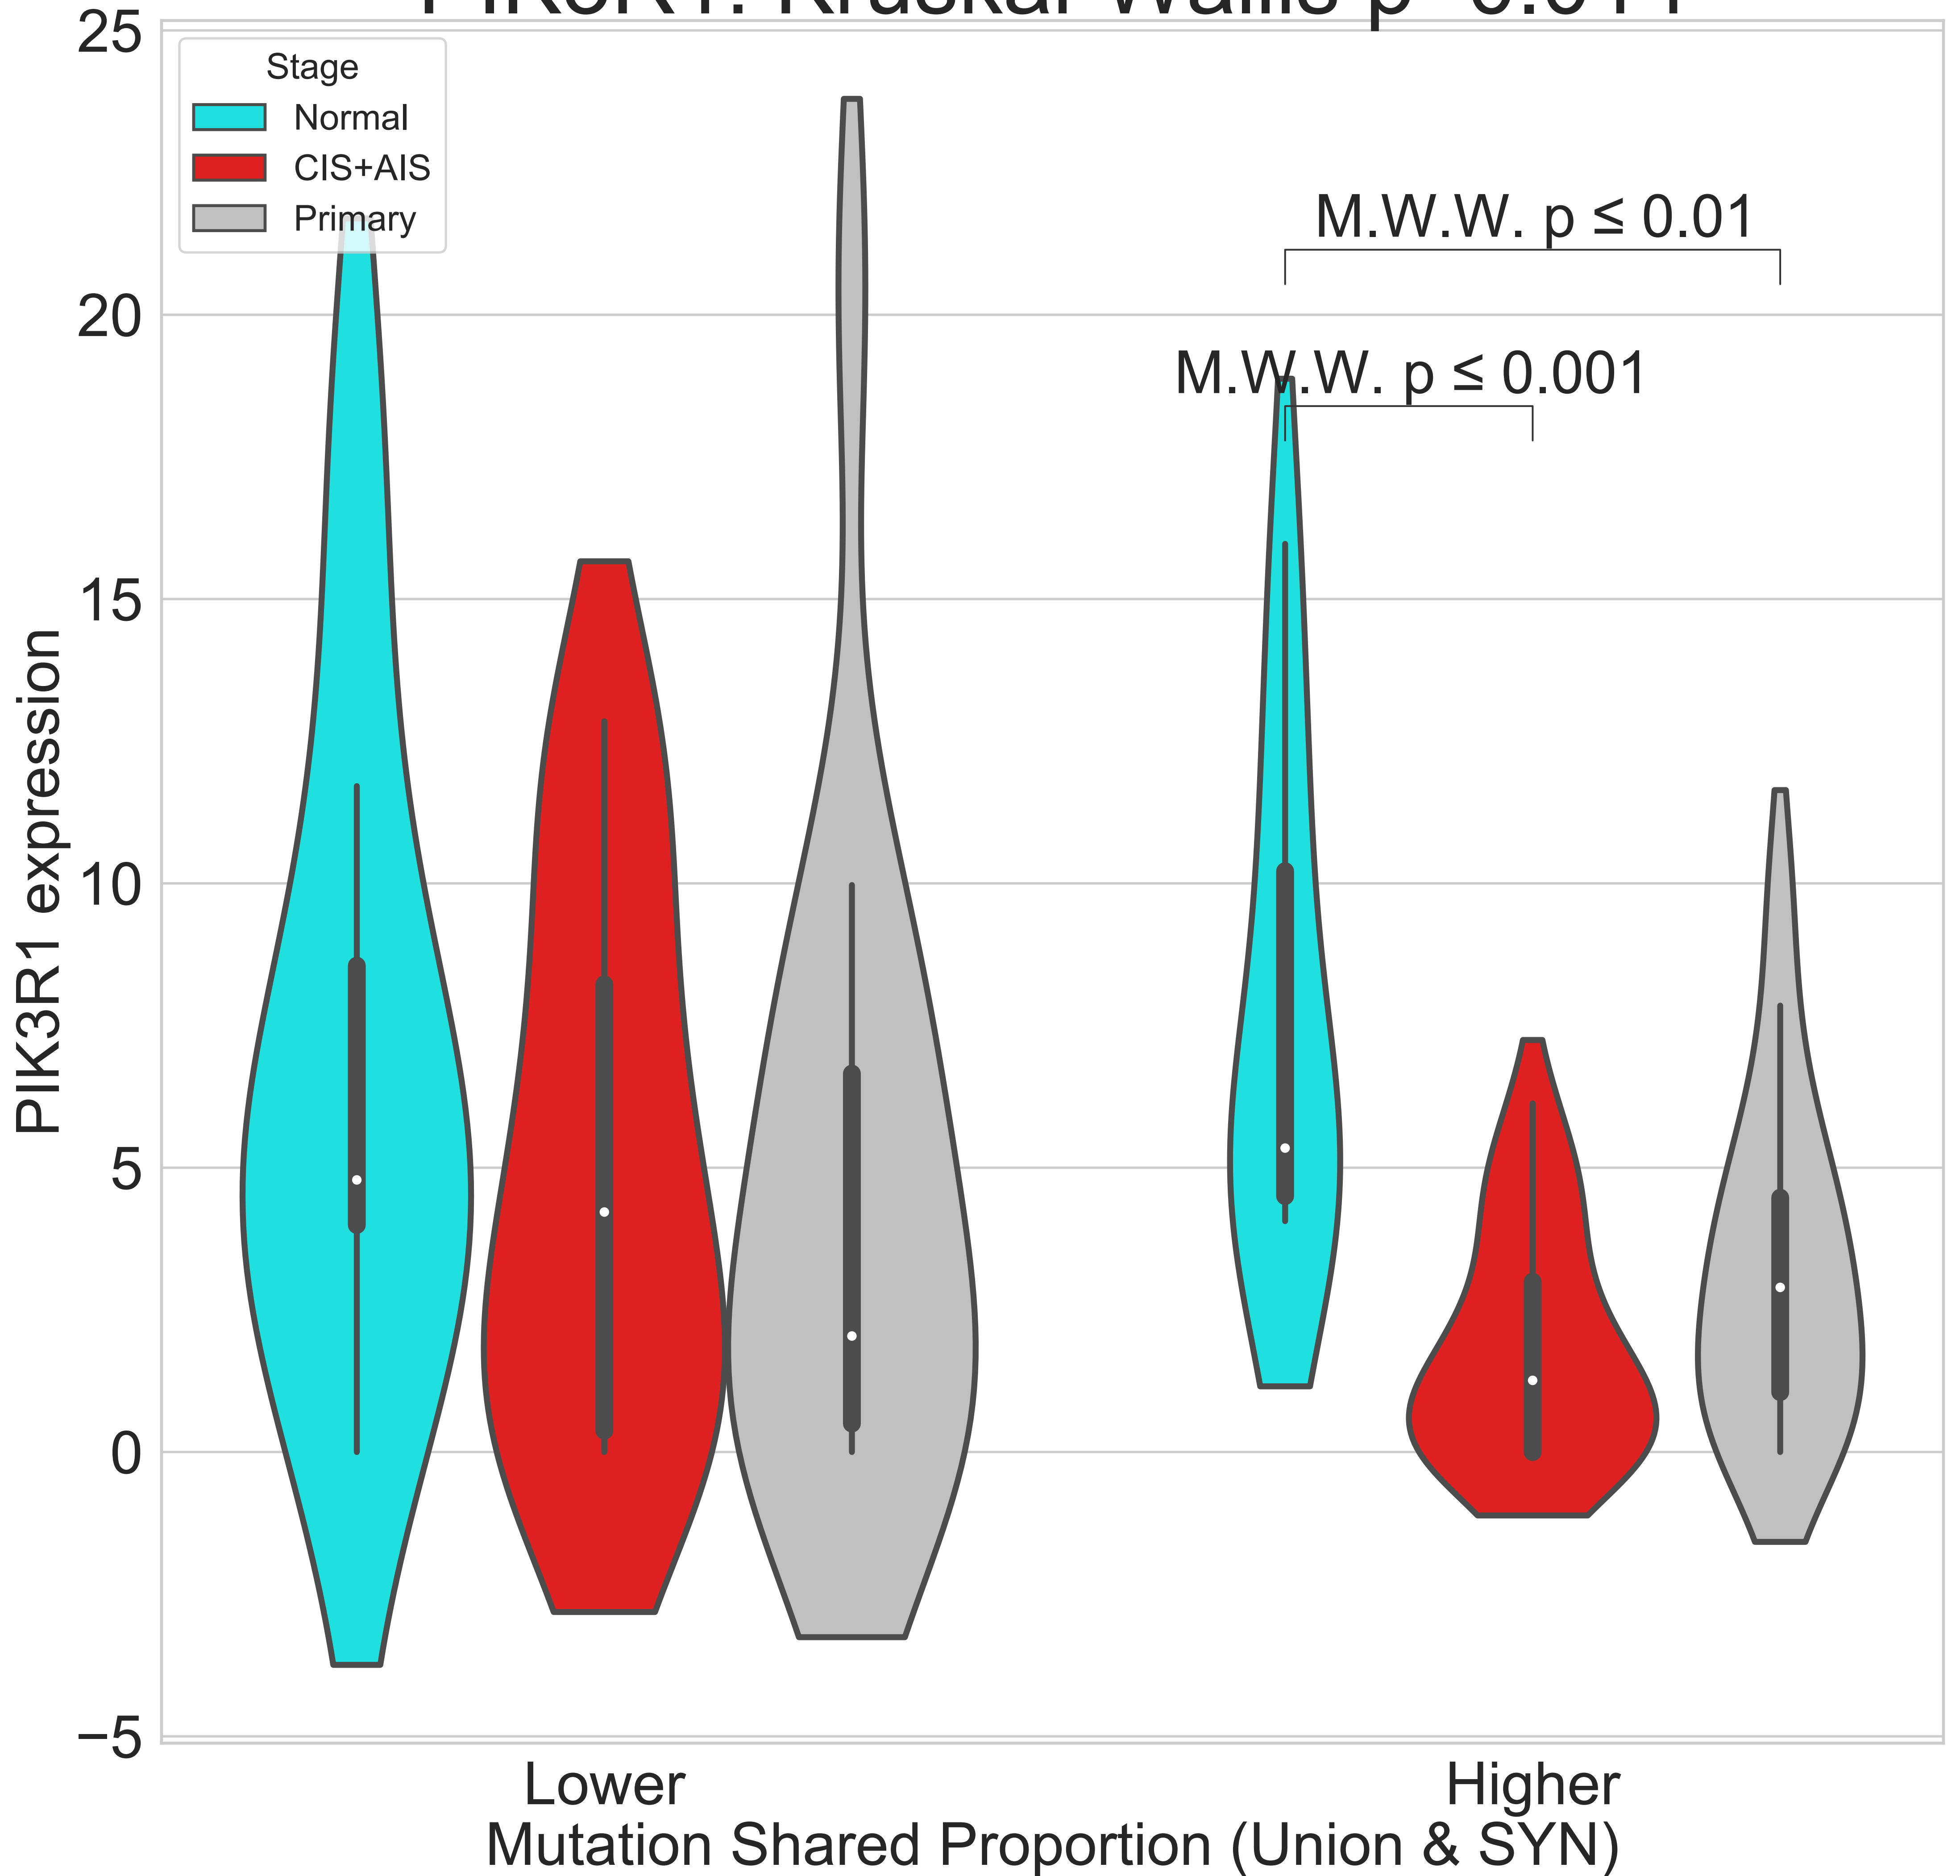 25
Stage
Normal
CIS+AIS
Primary
M.W.W. p ≤ 0.01
20
M.W.W. p ≤ 0.001
15
10
5
0
−5
PIK3R1 expression
Lower
Higher
Mutation Shared Proportion (Union & SYN)